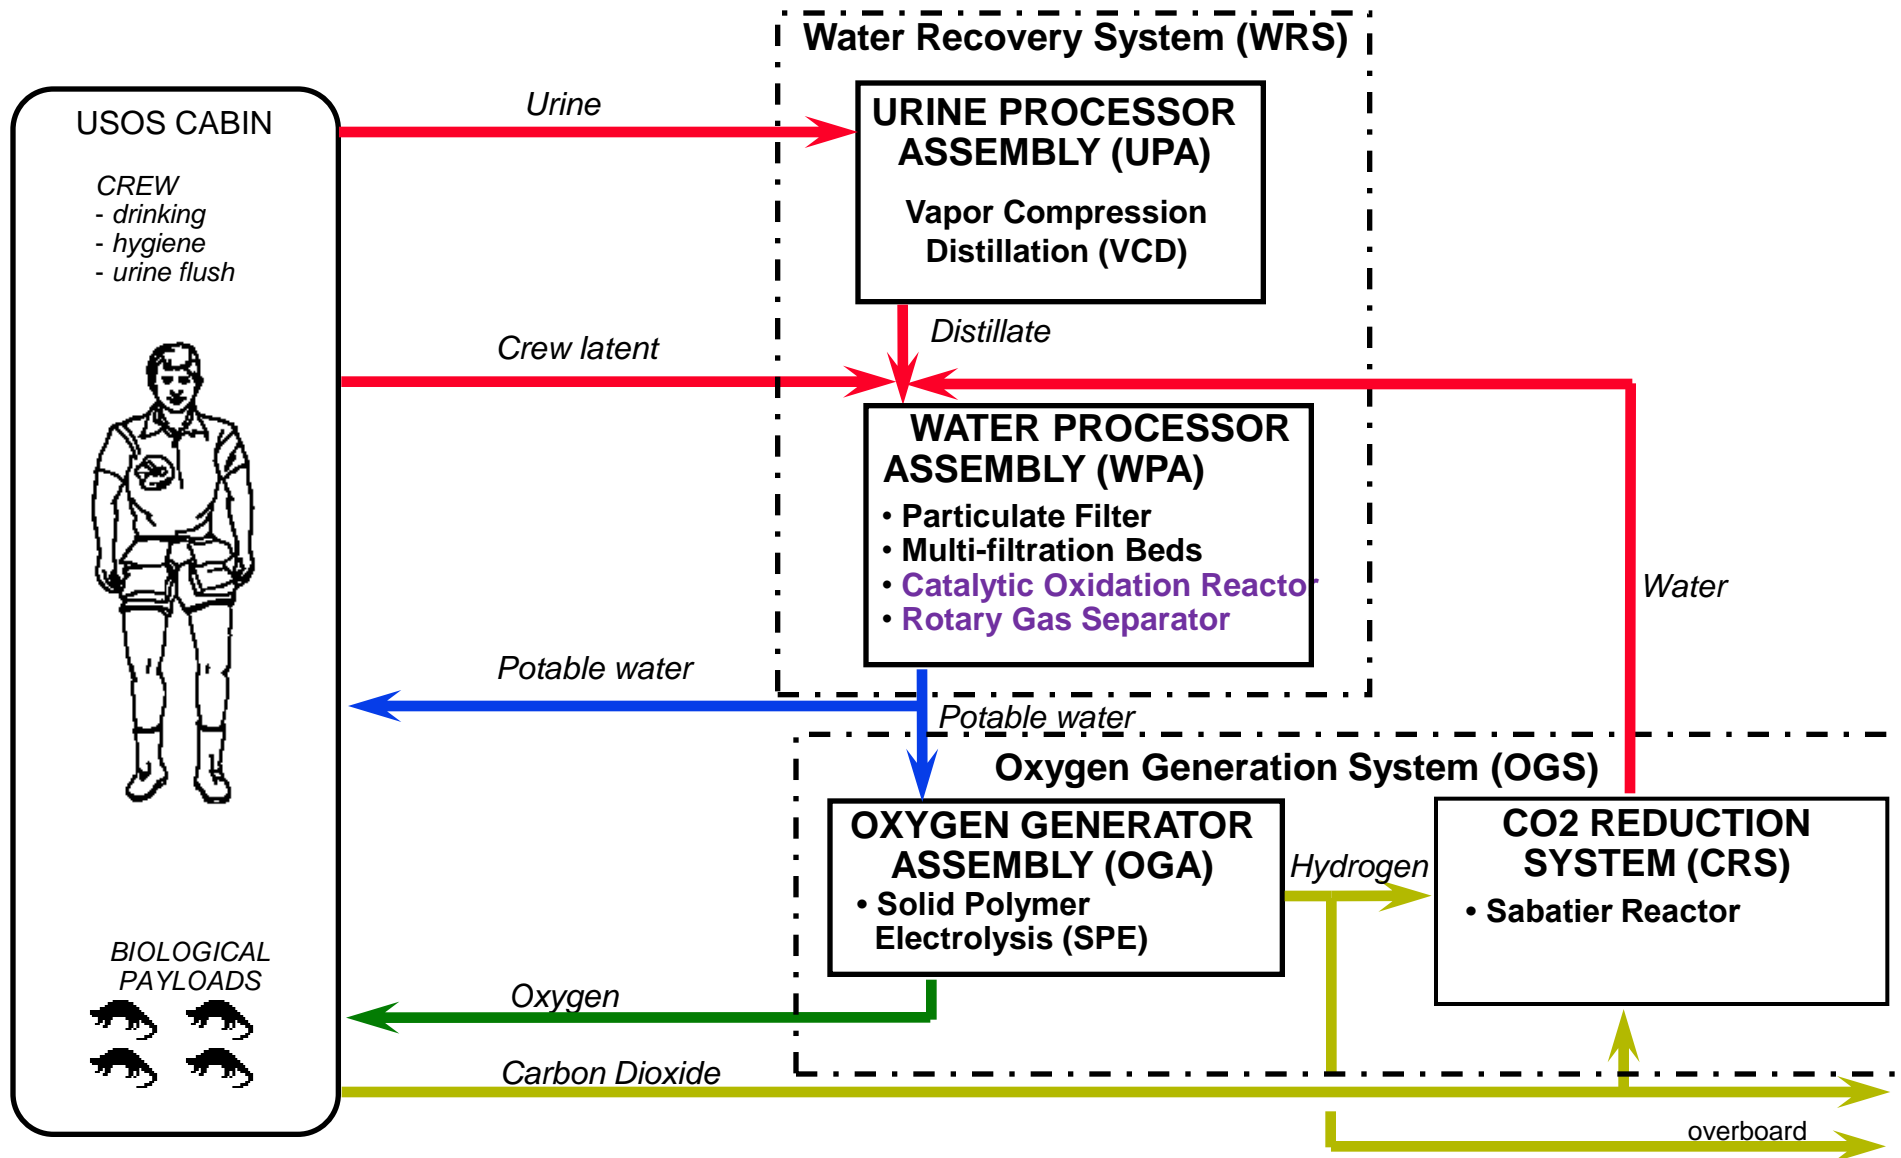 Water Recovery System (WRS)
USOS CABIN
CREW
- drinking
- hygiene
- urine flush
Urine
URINE PROCESSOR
ASSEMBLY (UPA)
Vapor Compression
Distillation (VCD)
Distillate
Crew latent
WATER PROCESSOR
ASSEMBLY (WPA)
• Particulate Filter
• Multi-filtration Beds
• Catalytic Oxidation Reactor
• Rotary Gas Separator
Water
Potable water
Potable water
Oxygen Generation System (OGS)
OXYGEN GENERATOR
ASSEMBLY (OGA)
• Solid Polymer
Electrolysis (SPE)
Hydrogen
CO2 REDUCTION
SYSTEM (CRS)
• Sabatier Reactor
BIOLOGICAL
PAYLOADS
Oxygen
Carbon Dioxide
overboard